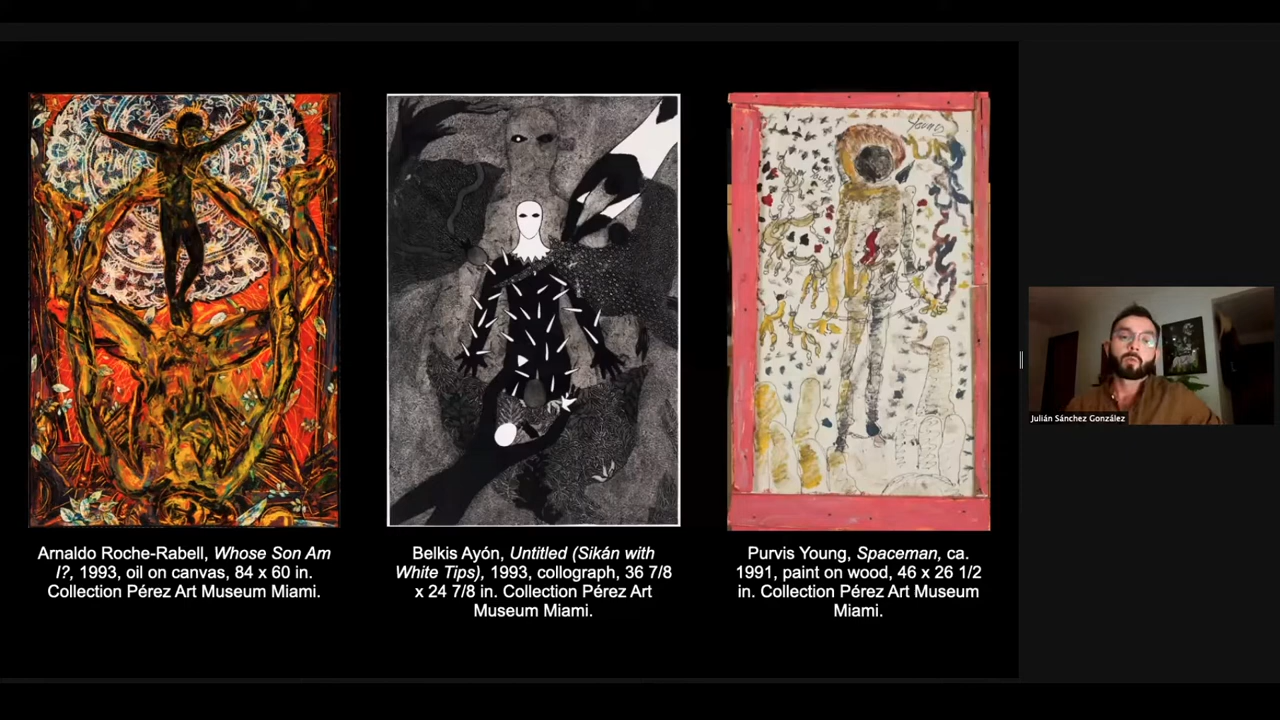 Young
Arnaldo Roche-Rabell, Whose Son Am
I?, 1993, oil on canvas, 84 x 60 in.
Collection Pérez Art Museum Miami.
Belkis Ayón, Untitled (Sikán with
White Tips), 1993, collograph, 36 7/8
x 24 7/8 in. Collection Pérez Art
Museum Miami.
Purvis Young, Spaceman, ca.
1991, paint on wood, 46 x 26 1/2
in. Collection Pérez Art Museum
Miami.
Julián Sánchez González